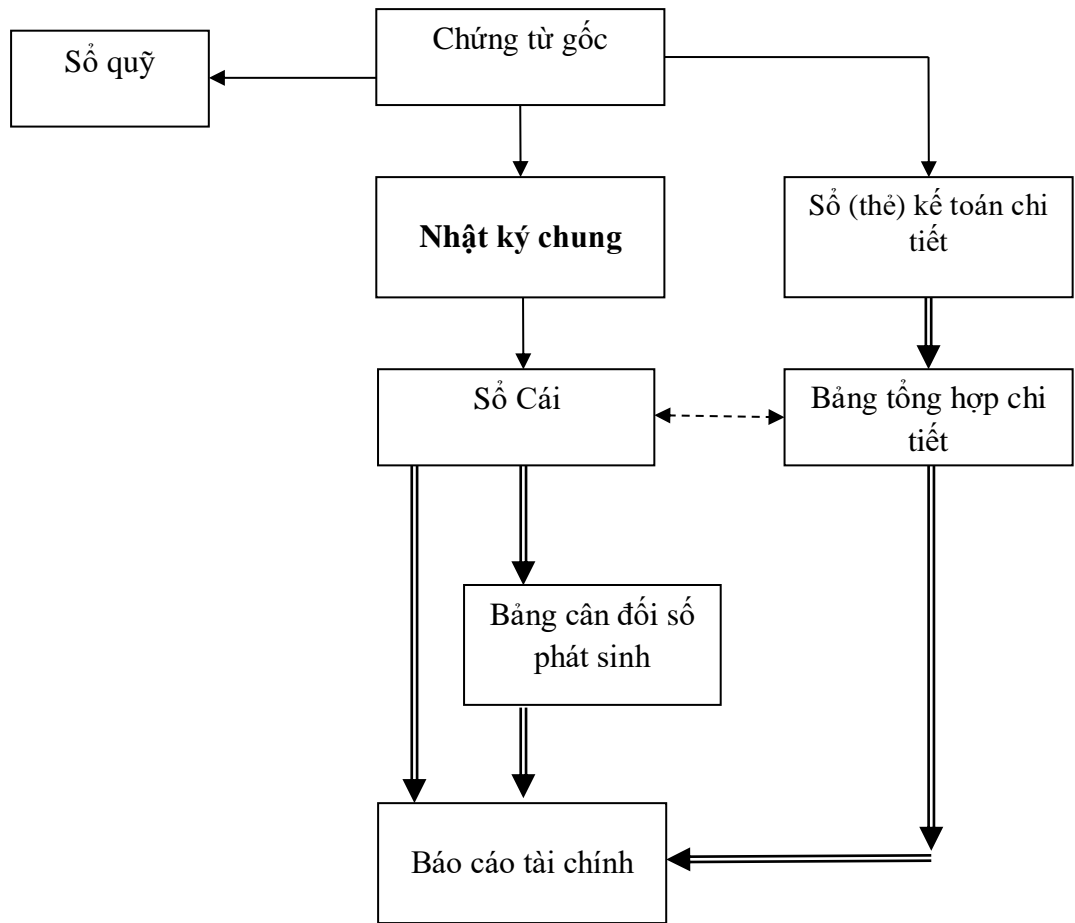 Chứng từ gốc
Sổ quỹ
Nhật ký chung
Sổ (thẻ) kế toán chi
tiết
Sổ Cái
Bảng tổng hợp chi
tiết
Bảng cân đối số
phát sinh
Báo cáo tài chính